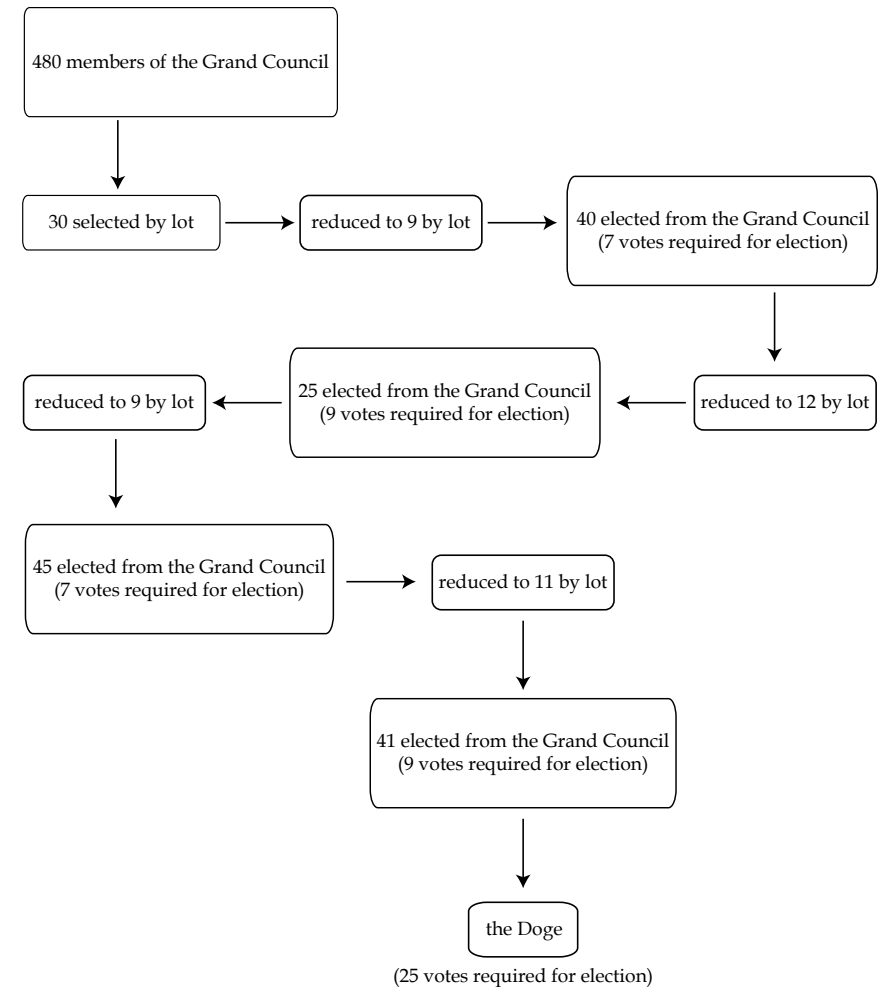 480 members of the Grand Council
30 selected by lot
reduced to 9 by lot
40 elected from the Grand Council
(7 votes required for election)
reduced to 12 by lot
25 elected from the Grand Council
(9 votes required for election)
reduced to 9 by lot
45 elected from the Grand Council
(7 votes required for election)
reduced to 11 by lot
41 elected from the Grand Council
(9 votes required for election)
the Doge
(25 votes required for election)